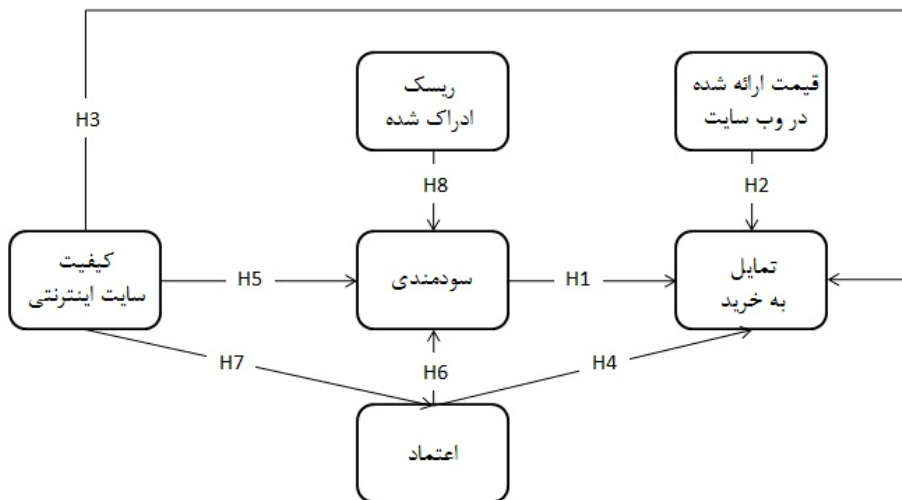 ریسک
ادراک شده
قیمت ارائه شده
در وب سایت
H3
H8
H2
کیفیت
سایت اینترنتی
H5
سودمندی
H1
تمایل
به خرید
H7
H6
H4
اعتماد